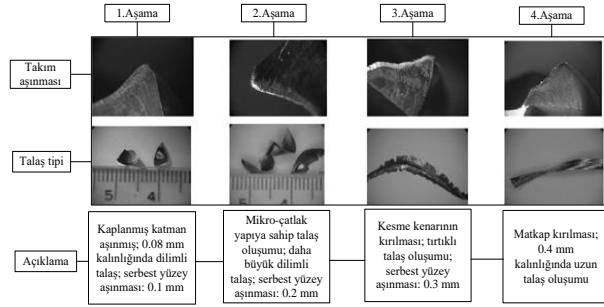 1.Aşama
2.Aşama
3.Aşama
4.Aşama
Takım
aşınması
Talaş tipi
5
4
5
4
Açıklama
Kaplanmış katman
aşınmış; 0.08 mm
kalınlığında dilimli
talaş; serbest yüzey
aşınması: 0.1 mm
Mikro-çatlak
yapıya sahip talaş
oluşumu; daha
büyük dilimli
talaş; serbest yüzey
aşınması: 0.2 mm
Kesme kenarının
kırılması; tırtıklı
talaş oluşumu;
serbest yüzey
aşınması: 0.3 mm
Matkap kırılması;
0.4 mm
kalınlığında uzun
talaş oluşumu